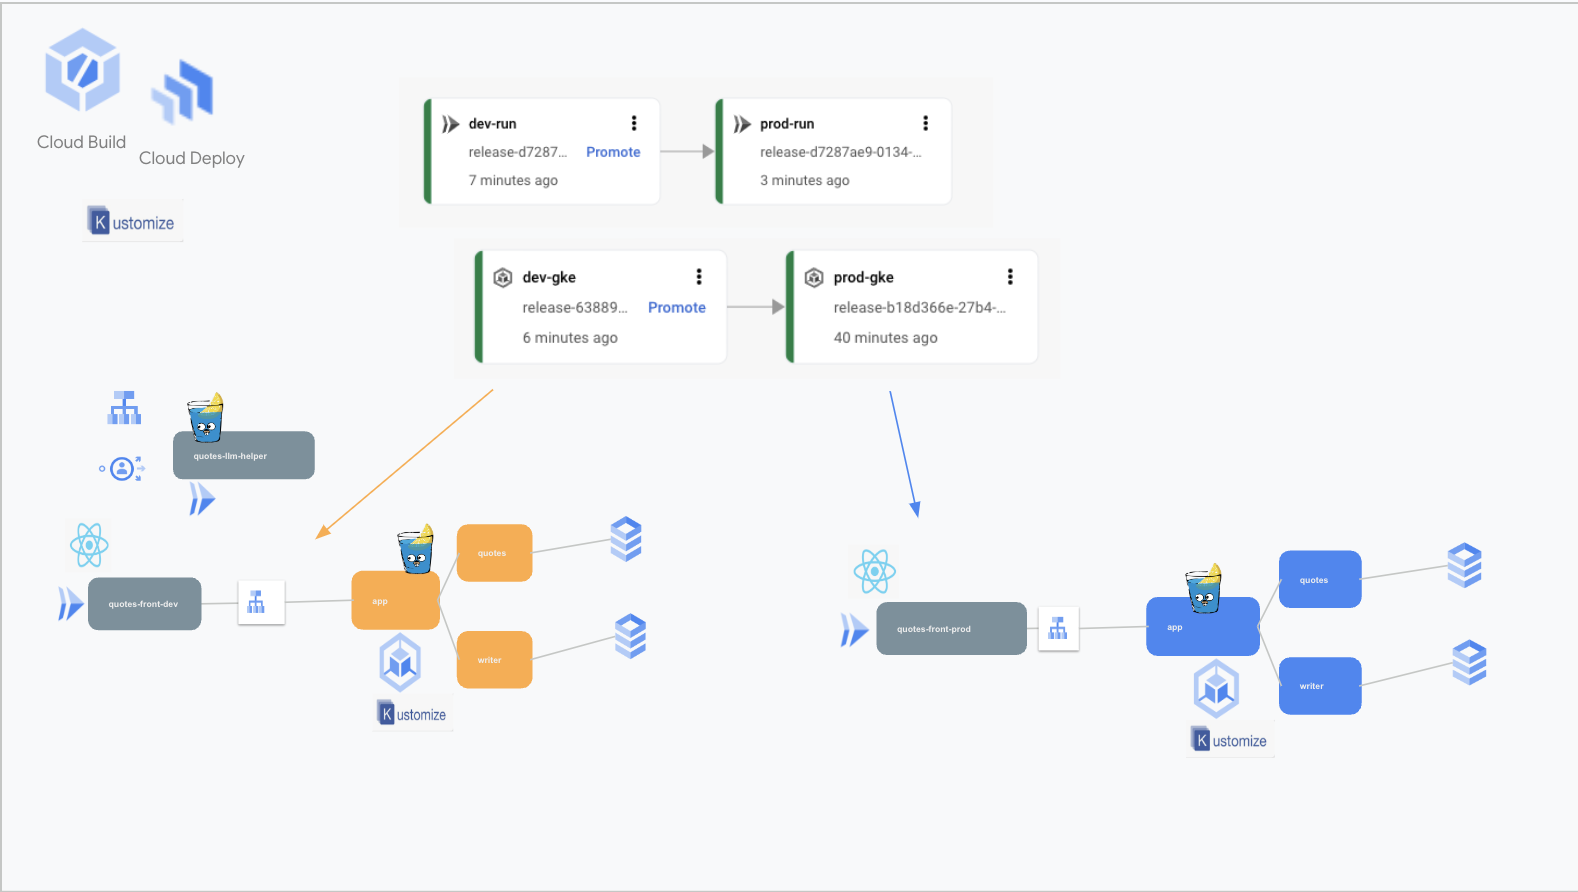 Cloud Build
Cloud Deploy
Kustomize
dev-run
release-d7287... Promote
7 minutes ago
prod-run
release-d7287ae9-0134-...
3 minutes ago
dev-gke
release-63889... Promote
6 minutes ago
prod-gke
release-b18d366e-27b4-...
40 minutes ago
quotes-llm-helper
quotes-front-dev
app
quotes
writer
Kustomize
quotes-front-prod
app
quotes
writer
Kustomize